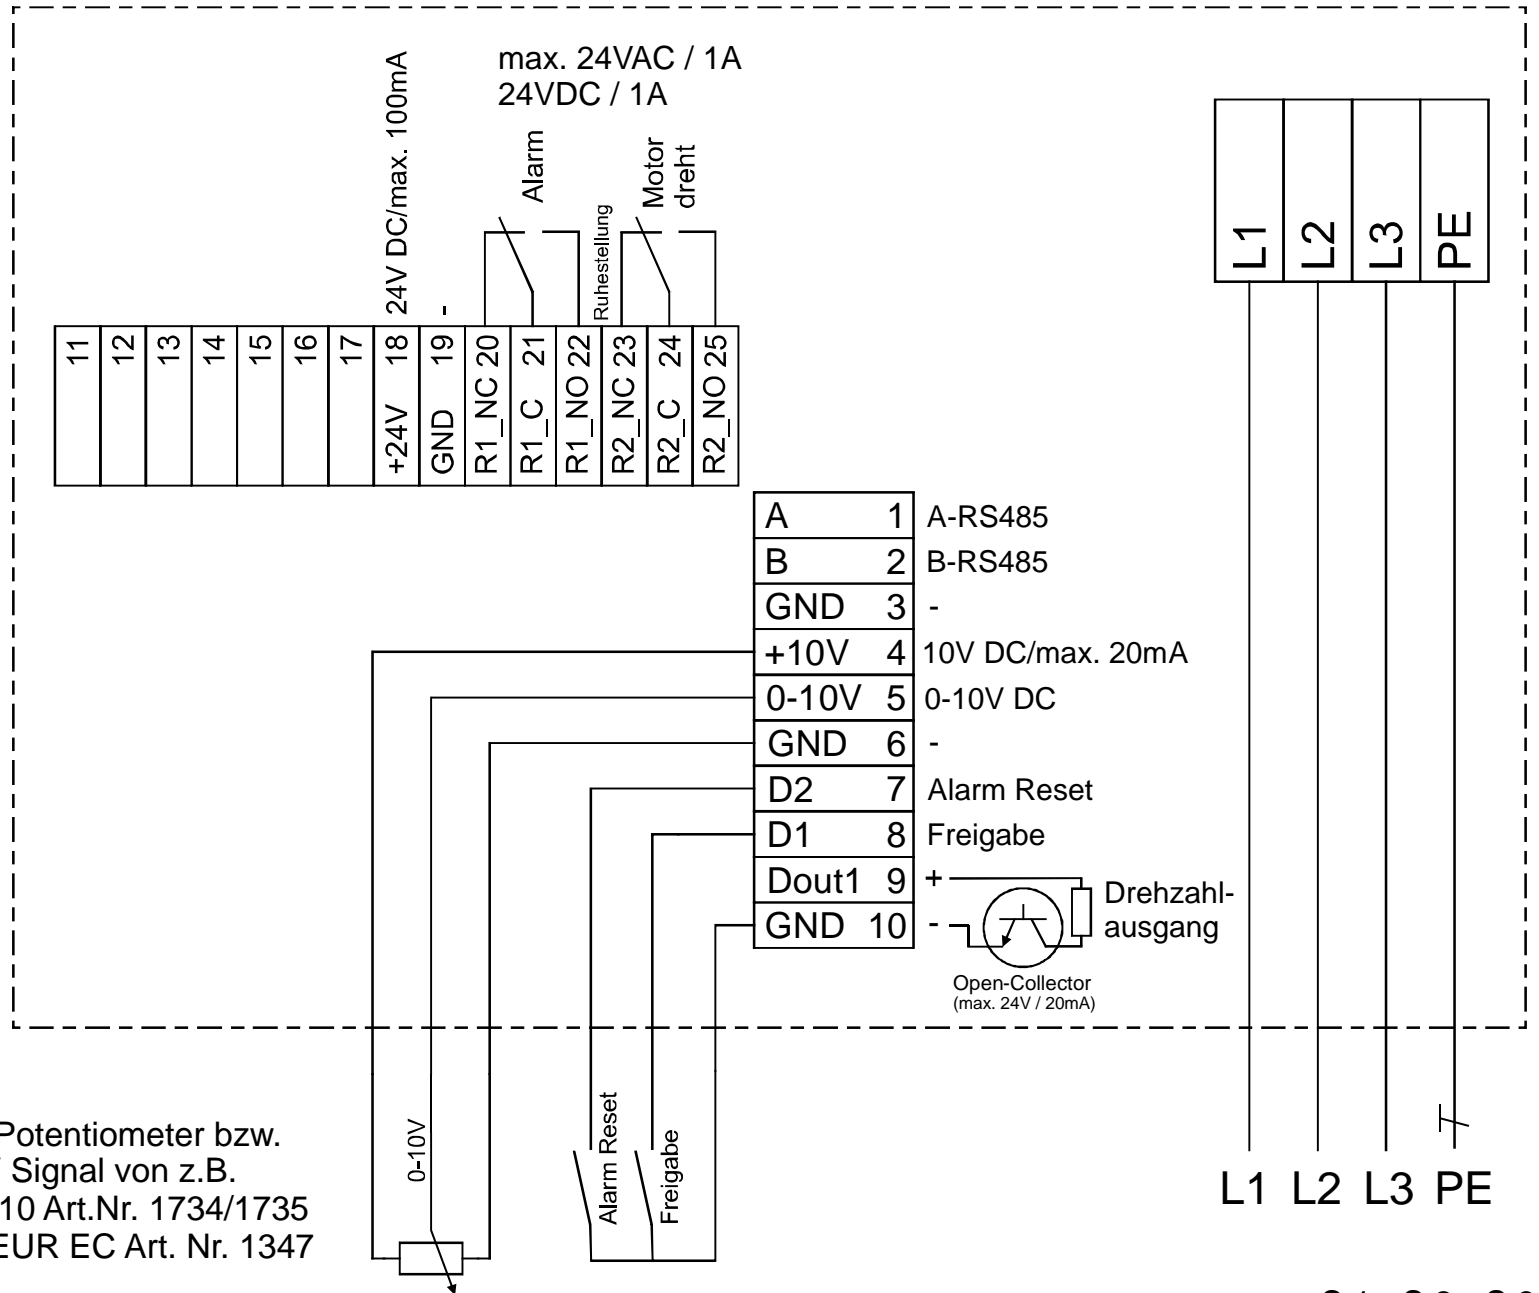 max. 24VAC / 1A
24VDC / 1A
24V DC/max. 100mA
-
Alarm
Ruhestellung
Motor
dreht
11
12
13
14
15
16
17
+24V 18
GND 19
R1_NC 20
R1_C 21
R1_NO 22
R2_NC 23
R2_C 24
R2_NO 25
L1
L2
L3
PE
A 1 A-RS485
B 2 B-RS485
GND 3 -
+10V 4 10V DC/max. 20mA
0-10V 5 0-10V DC
GND 6 -
D2 7 Alarm Reset
D1 8 Freigabe
Dout1 9 +
GND 10 -
Drehzahl-
ausgang
Open-Collector
(max. 24V / 20mA)
0-10V
Alarm Reset
Freigabe
Potentiometer bzw.
Signal von z.B.
10 Art.Nr. 1734/1735
EUR EC Art. Nr. 1347
L1 L2 L3 PE